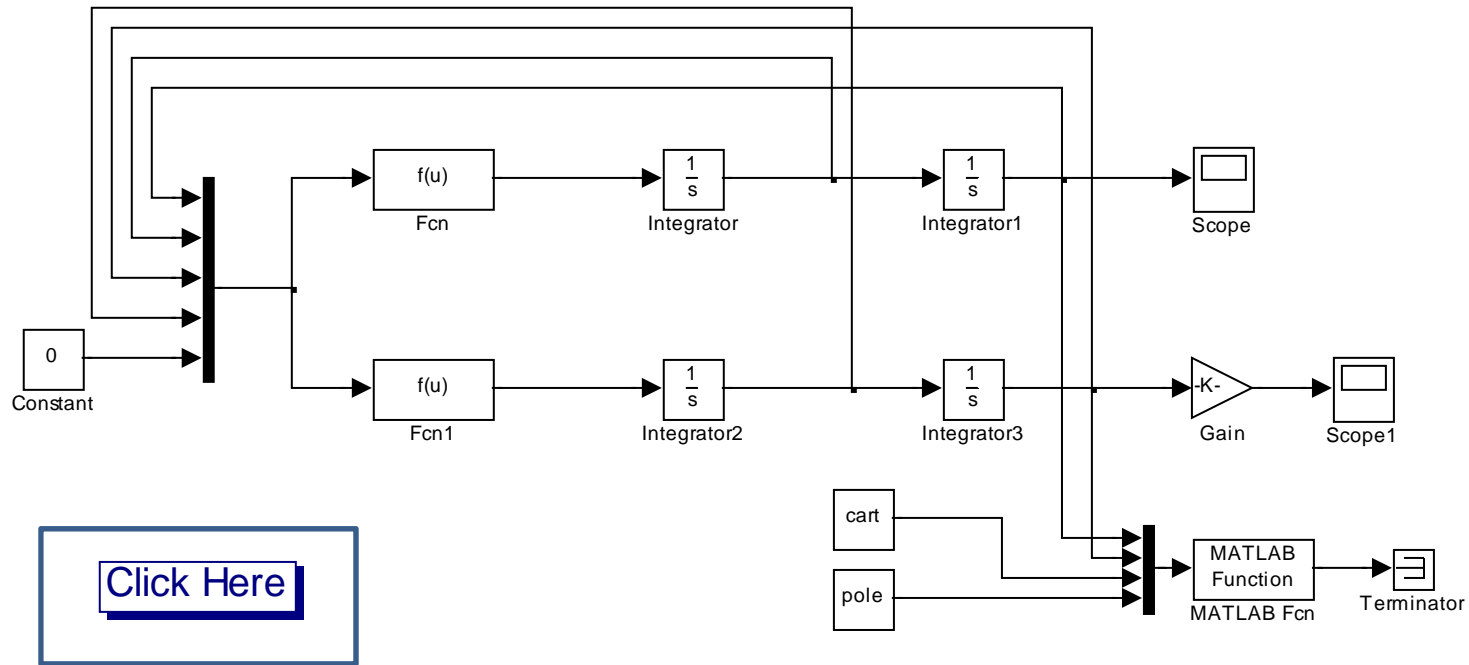 f(u)
Fcn
1
s
Integrator
1
s
Integrator1
Scope
0
Constant
f(u)
Fcn1
1
s
Integrator2
1
s
Integrator3
-K-
Gain
Scope1
cart
pole
MATLAB
Function
MATLAB Fcn
Terminator
Click Here